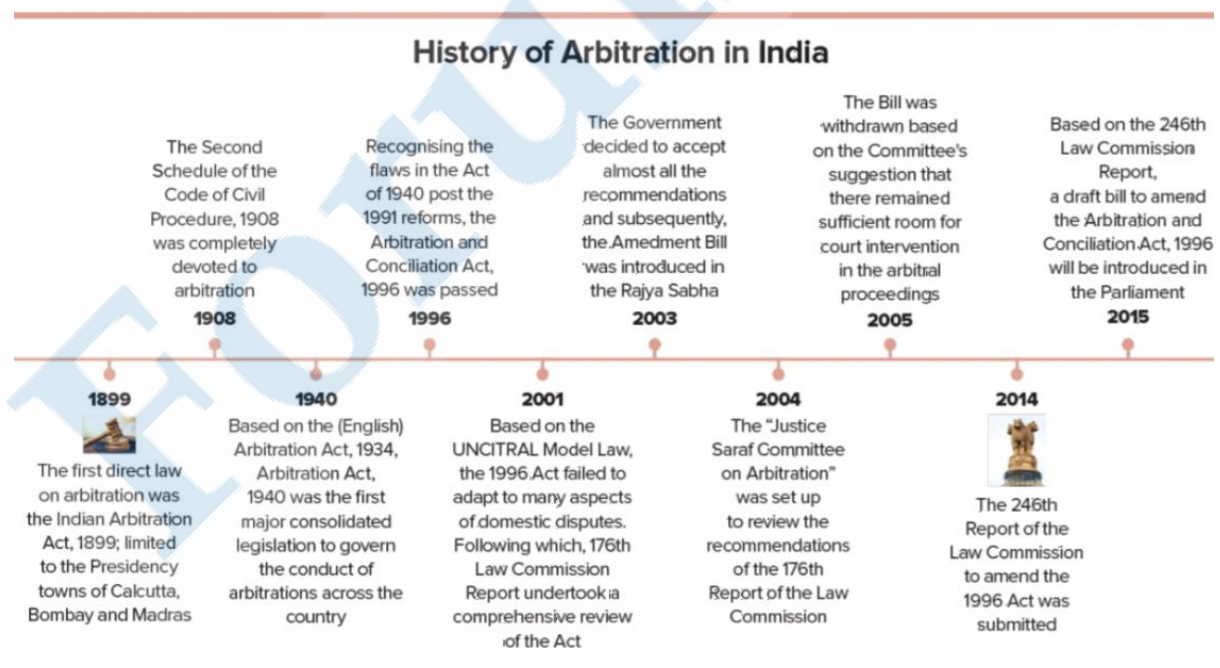 History of Arbitration in India
The Second
Schedule of the
Code of Civil
Procedure, 1908
was completely
devoted to
arbitration
1908
Recognising the
flaws in the Act
of 1940 post the
1991 reforms, the
Arbitration and
Conciliation Act,
1996 was passed
1996
The Government
decided to accept
almost all the
recommendations
and subsequently,
the Amedment Bill
was introduced in
the Rajya Sabha
2003
The Bill was
withdrawn based
on the Committee's
suggestion that
there remained
sufficient room for
court intervention
in the arbitral
proceedings
2005
Based on the 246th
Law Commission
Report,
a draft bill to amend
the Arbitration and
Conciliation Act, 1996
will be introduced in
the Parliament
2015
1899
The first direct law
on arbitration was
the Indian Arbitration
Act, 1899; limited
to the Presidency
towns of Calcutta,
Bombay and Madras
1940
Based on the (English)
Arbitration Act, 1934,
Arbitration Act,
1940 was the first
major consolidated
legislation to govern
the conduct of
arbitrations across the
country
2001
Based on the
UNCITRAL Model Law,
the 1996 Act failed to
adapt to many aspects
of domestic disputes.
Following which, 176th
Law Commission
Report undertook a
comprehensive review
of the Act
2004
The "Justice
Saraf Committee
on Arbitration"
was set up
to review the
recommendations
of the 176th
Report of the Law
Commission
2014
The 246th
Report of the
Law Commission
to amend the
1996 Act was
submitted